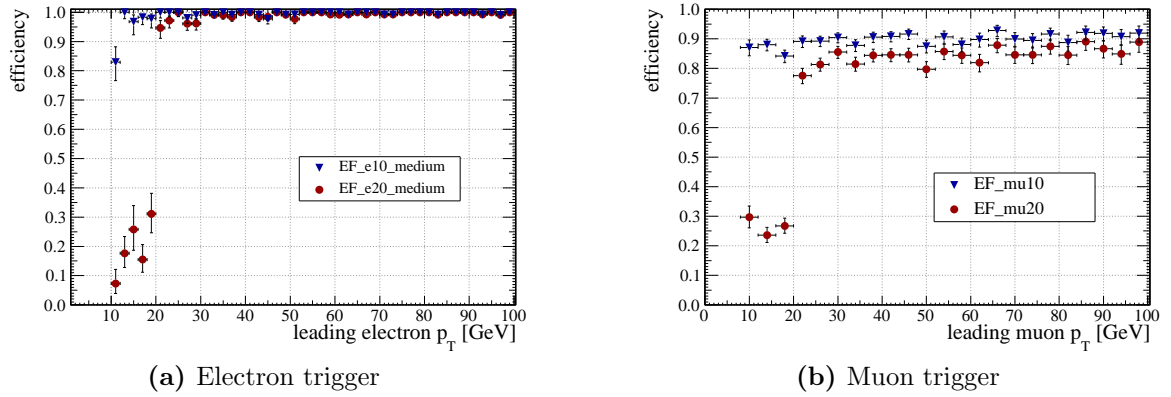 efficiency
1.0
0.9
0.8
0.7
0.6
0.5
0.4
0.3
0.2
0.1
0.0
EF_e10_medium
EF_e20_medium
10 20 30 40 50 60 70 80 90 100
leading electron p_T [GeV]
(a) Electron trigger
efficiency
1.0
0.9
0.8
0.7
0.6
0.5
0.4
0.3
0.2
0.1
0.0
EF_mu10
EF_mu20
0 10 20 30 40 50 60 70 80 90 100
leading muon p_T [GeV]
(b) Muon trigger